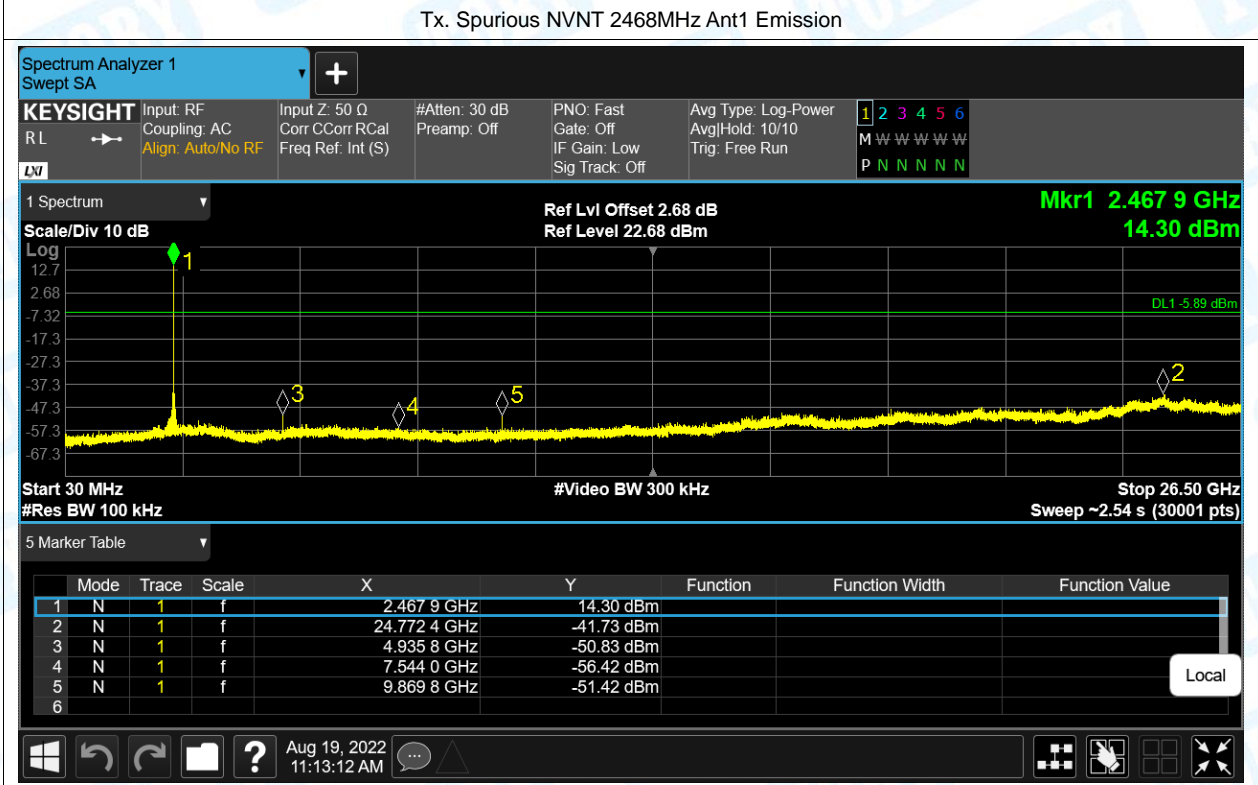 Tx. Spurious NVNT 2468MHz Ant1 Emission
Spectrum Analyzer 1
Swept SA
KEYSIGHT
R L
LXI
Input: RF
Coupling: AC
Align: Auto/No RF
Input Z: 50 Ω
Corr CCorr RCal
Freq Ref: Int (S)
#Atten: 30 dB
Preamp: Off
PNO: Fast
Gate: Off
IF Gain: Low
Sig Track: Off
Avg Type: Log-Power
Avg|Hold: 10/10
Trig: Free Run
1 2 3 4 5 6
M W W W W W W
P N N N N N
1 Spectrum
Scale/Div 10 dB
Ref Lvl Offset 2.68 dB
Ref Level 22.68 dBm
Mkr1 2.467 9 GHz
14.30 dBm
Log
12.7
2.68
-7.32
-17.3
-27.3
-37.3
-47.3
-57.3
-67.3
1
DL1 -5.89 dBm
2
3
4
5
Start 30 MHz
#Video BW 300 kHz
Stop 26.50 GHz
#Res BW 100 kHz
Sweep ~2.54 s (30001 pts)
5 Marker Table
Mode Trace Scale X Y Function Function Width Function Value
1 N 1 f 2.467 9 GHz 14.30 dBm
2 N 1 f 24.772 4 GHz -41.73 dBm
3 N 1 f 4.935 8 GHz -50.83 dBm
4 N 1 f 7.544 0 GHz -56.42 dBm
5 N 1 f 9.869 8 GHz -51.42 dBm
6
Local
?
Aug 19, 2022
11:13:12 AM